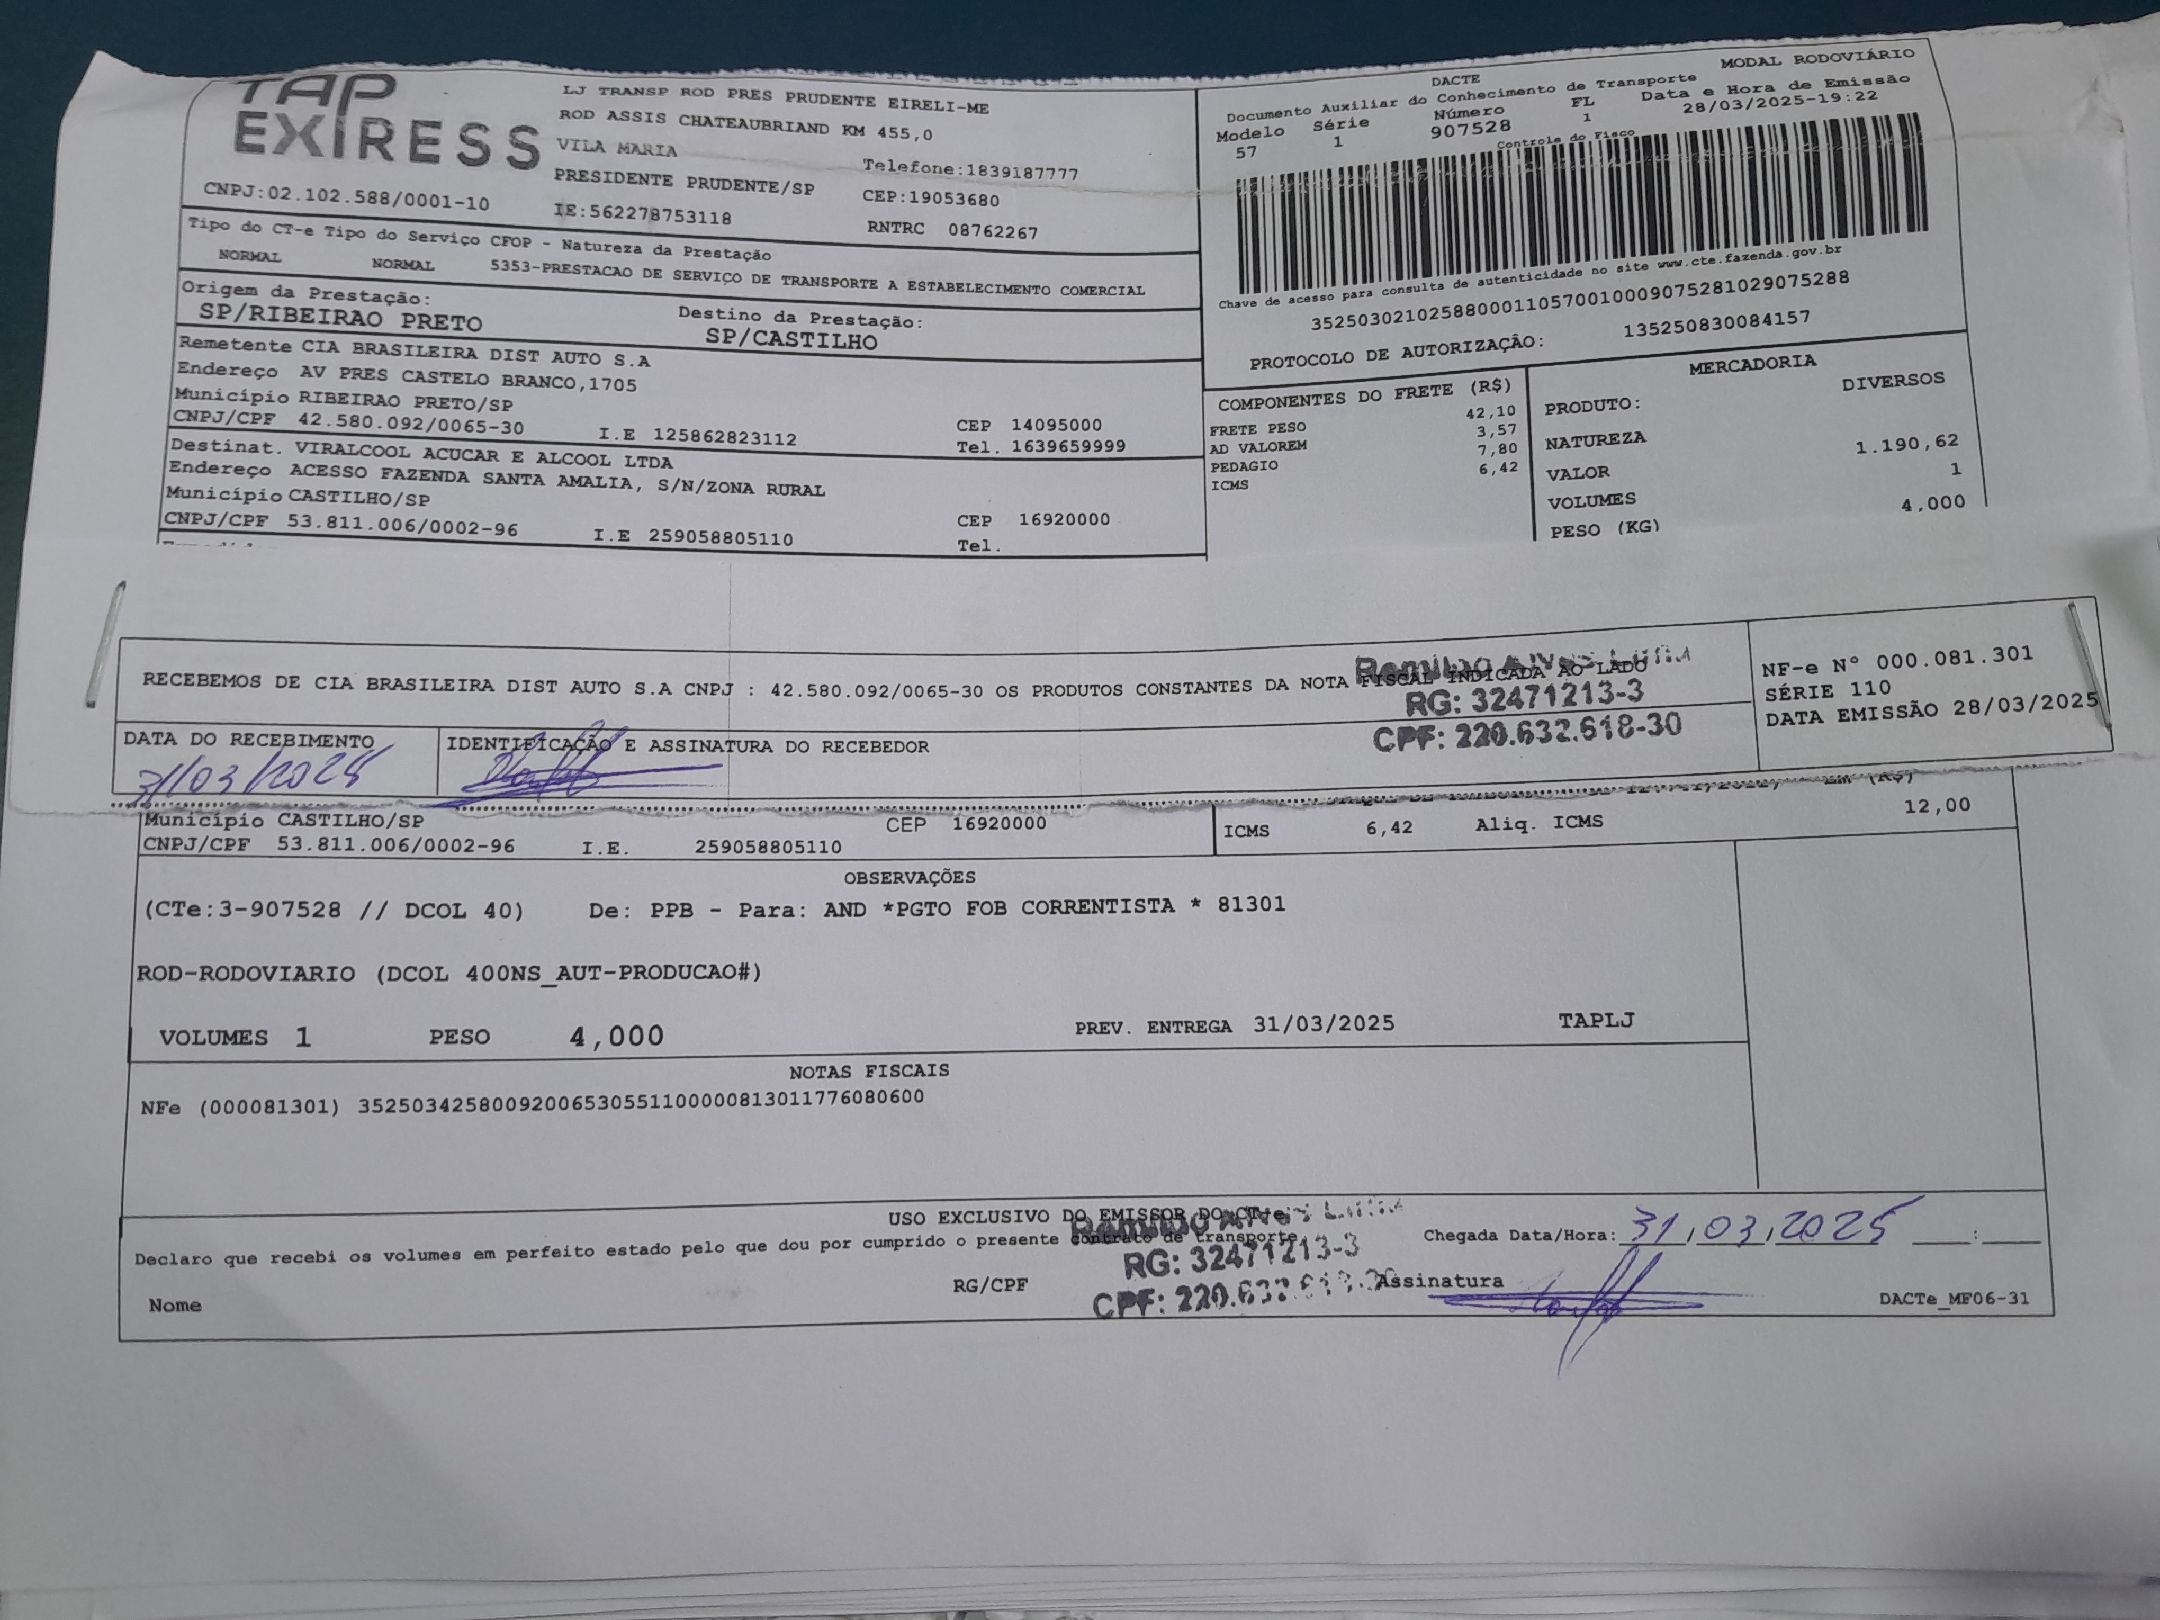 TAP
EXIRESS
CNPJ:02.102.588/0001-10
LJ TRANSP ROD PRES PRUDENTE EIRELI-ME
ROD ASSIS CHATEAUBRIAND KM 455,0
VILA MARIA
Telefone:1839187777
PRESIDENTE PRUDENTE/SP CEP:19053680
IE:562278753118 RNTRC 08762267
Tipo do CT-e Tipo do Serviço CFOP - Natureza da Prestação
NORMAL NORMAL 5353-PRESTACAO DE SERVIÇO DE TRANSPORTE A ESTABELECIMENTO COMERCIAL
Origem da Prestação: Destino da Prestação:
SP/RIBEIRAO PRETO SP/CASTILHO
Remetente CIA BRASILEIRA DIST AUTO S.A
Endereço AV PRES CASTELO BRANCO,1705
Município RIBEIRAO PRETO/SP CEP 14095000
CNPJ/CPF 42.580.092/0065-30 I.E 125862823112 Tel. 1639659999
Destinat. VIRALCOOL ACUCAR E ALCOOL LTDA
Endereço ACESSO FAZENDA SANTA AMALIA, S/N/ZONA RURAL
Município CASTILHO/SP CEP 16920000
CNPJ/CPF 53.811.006/0002-96 I.E 259058805110 Tel.
DACTE MODAL RODOVIÁRIO
Documento Auxiliar do Conhecimento de Transporte
Modelo Série Número FL Data e Hora de Emissão
57 1 907528 1 28/03/2025-19:22
Controle do Fisco
Chave de acesso para consulta de autenticidade no site www.cte.fazenda.gov.br
35250302102588000110570010009075281029075288
PROTOCOLO DE AUTORIZAÇÃO: 135250830084157
COMPONENTES DO FRETE (R$)
FRETE PESO 42,10
AD VALOREM 3,57
PEDAGIO 7,80
ICMS 6,42
MERCADORIA
PRODUTO: DIVERSOS
NATUREZA
VALOR 1.190,62
VOLUMES 1
PESO (KG) 4,000
RECEBEMOS DE CIA BRASILEIRA DIST AUTO S.A CNPJ : 42.580.092/0065-30 OS PRODUTOS CONSTANTES DA NOTA FISCAL INDICADA AO LADO
RG: 32471213-3
CPF: 220.632.618-30
NF-e N° 000.081.301
SÉRIE 110
DATA EMISSÃO 28/03/2025
DATA DO RECEBIMENTO IDENTIFICAÇÃO E ASSINATURA DO RECEBEDOR
31/03/2025
Município CASTILHO/SP CEP 16920000
CNPJ/CPF 53.811.006/0002-96 I.E. 259058805110
ICMS 6,42 Aliq. ICMS 12,00
OBSERVAÇÕES
(CTe:3-907528 // DCOL 40) De: PPB - Para: AND *PGTO FOB CORRENTISTA * 81301
ROD-RODOVIARIO (DCOL 400NS_AUT-PRODUCAO#)
VOLUMES 1 PESO 4,000 PREV. ENTREGA 31/03/2025 TAPLJ
NOTAS FISCAIS
NFe (000081301) 35250342580092006530551100000813011776080600
USO EXCLUSIVO DO EMISSOR DO CT-e
Declaro que recebi os volumes em perfeito estado pelo que dou por cumprido o presente contrato de transporte.
RG: 32471213-3
Chegada Data/Hora: 31/03/2025 :
Nome RG/CPF Assinatura
DACTe_MF06-31